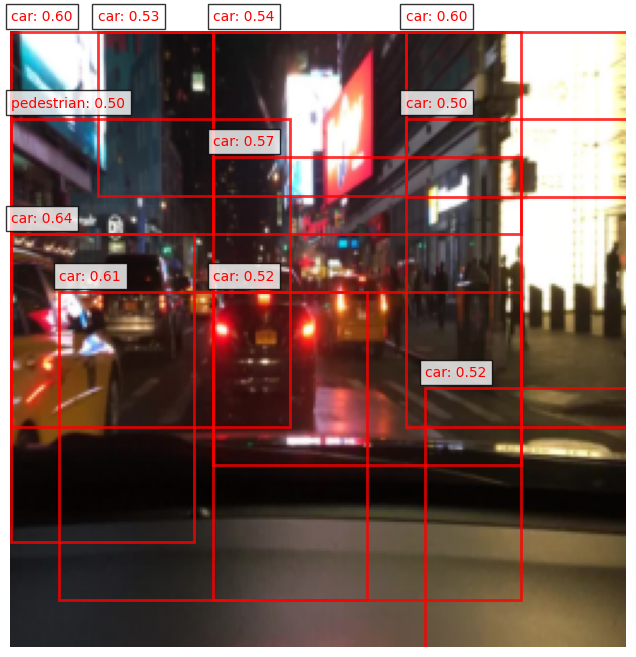 car: 0.60
car: 0.53
car: 0.54
car: 0.60
pedestrian: 0.50
car: 0.50
car: 0.57
car: 0.64
car: 0.61
car: 0.52
car: 0.52